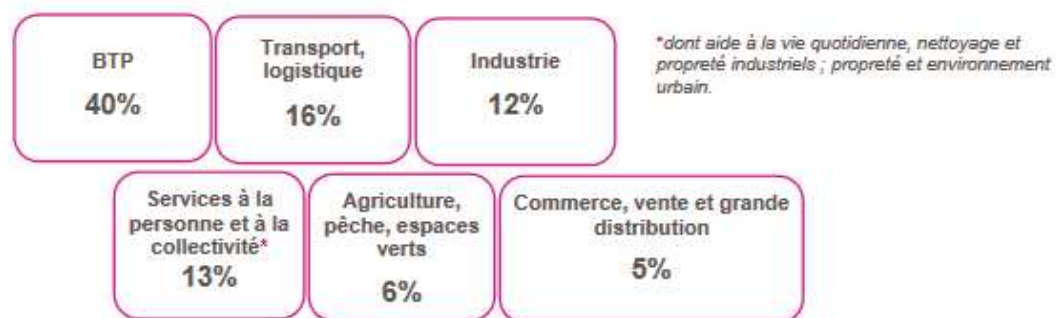 BTP
40%
Transport,
logistique
16%
Industrie
12%
*dont aide à la vie quotidienne, nettoyage et
propreté industriels ; propreté et environnement
urbain.
Services à la
personne et à la
collectivité*
13%
Agriculture,
pêche, espaces
verts
6%
Commerce, vente et grande
distribution
5%